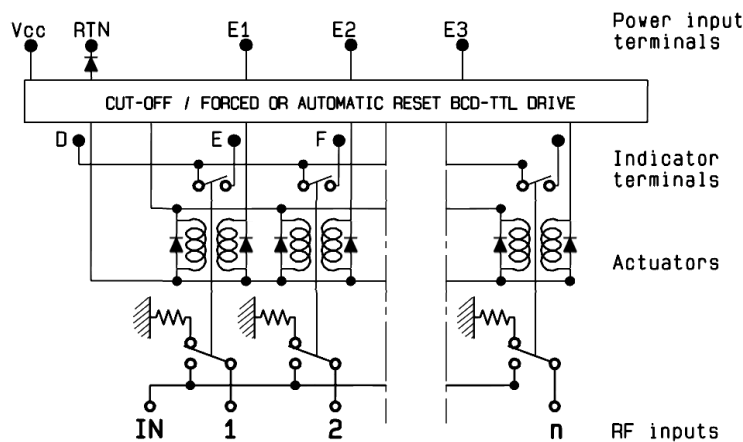 Vcc RTN E1 E2 E3 Power input
terminals
CUT-OFF / FORCED OR AUTOMATIC RESET BCD-TTL DRIVE
D E F
Indicator
terminals
Actuators
IN 1 2 n RF inputs